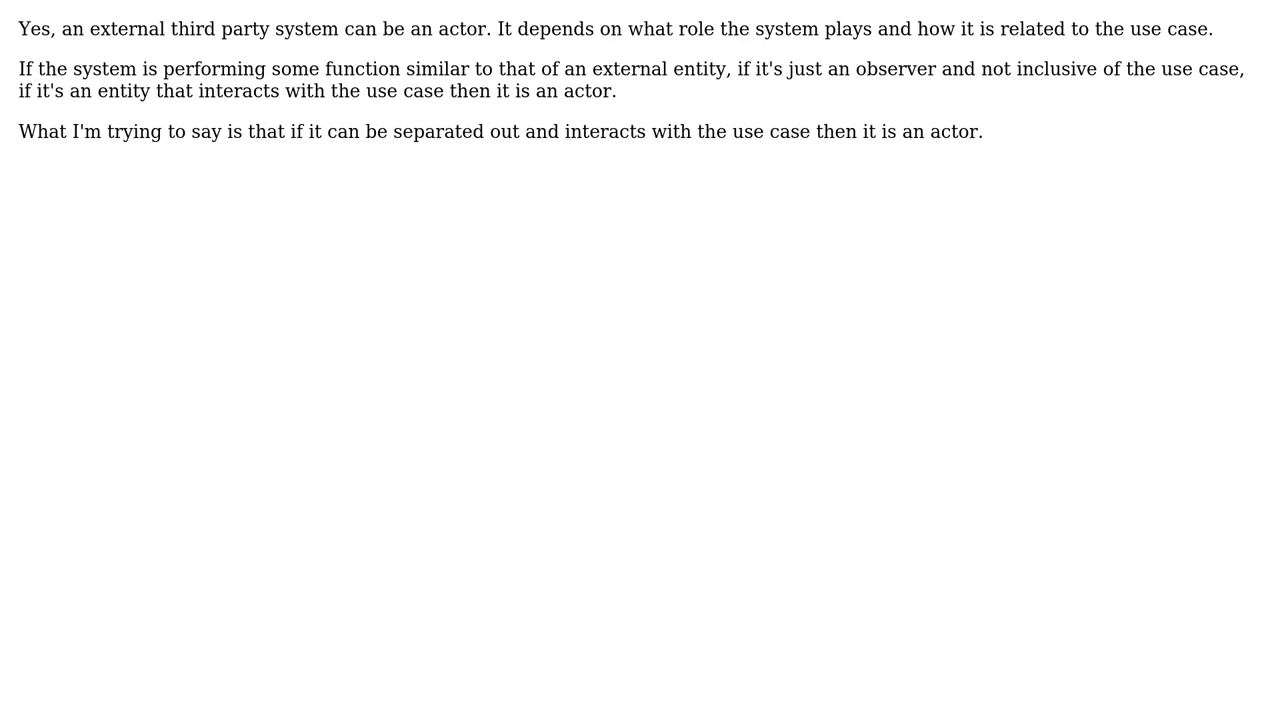 Yes, an external third party system can be an actor. It depends on what role the system plays and how it is related to the use case.
If the system is performing some function similar to that of an external entity, if it's just an observer and not inclusive of the use case,
if it's an entity that interacts with the use case then it is an actor.
What I'm trying to say is that if it can be separated out and interacts with the use case then it is an actor.